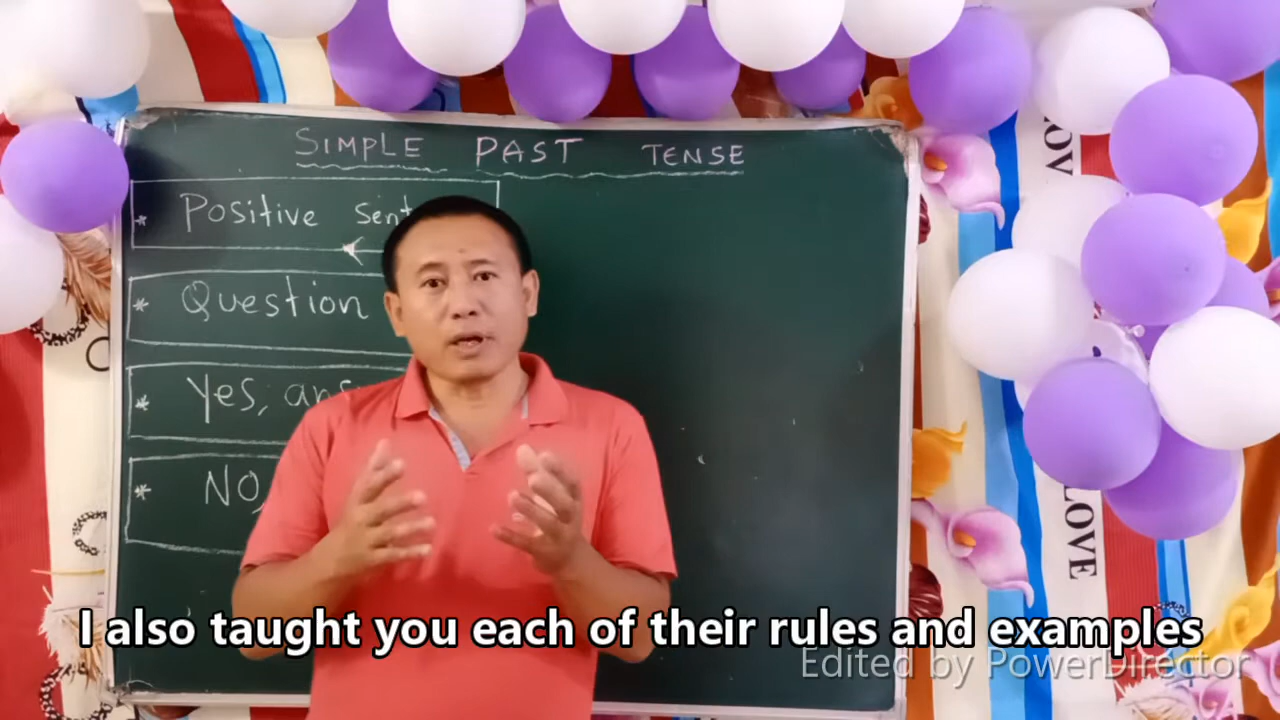 SIMPLE PAST TENSE
* Positive Sent
* Question
* Yes, ans
* NO,
LOVE
LOVE
I also taught you each of their rules and examples
Edited by PowerDirector